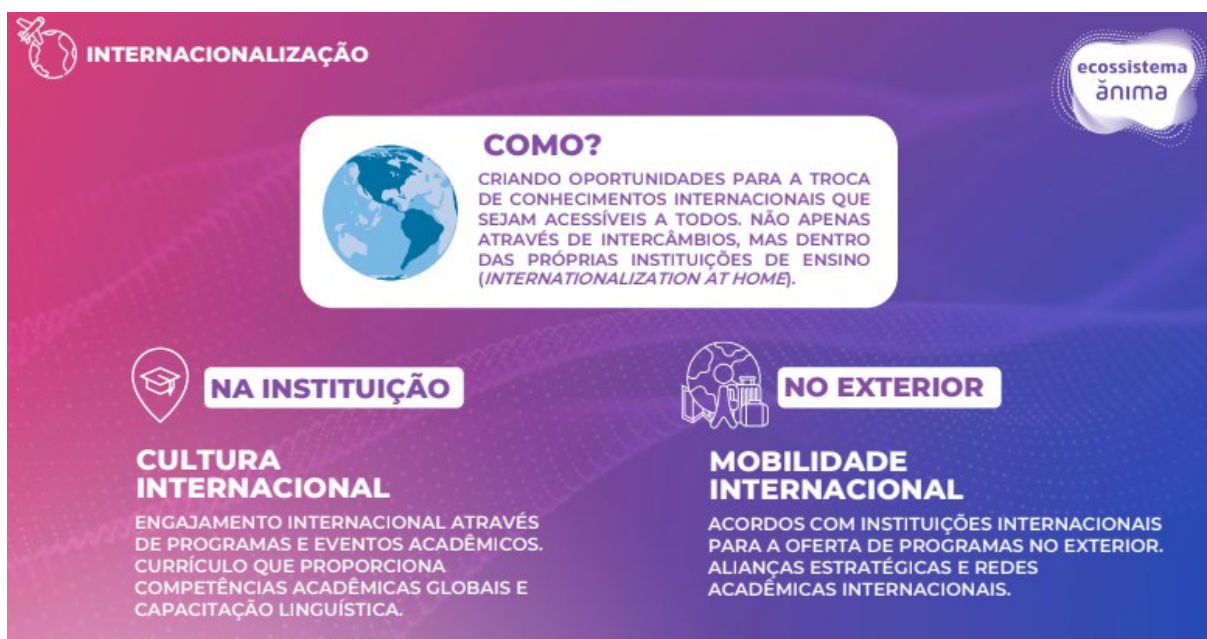 INTERNACIONALIZAÇÃO
ecossistema
ănıma
COMO?
CRIANDO OPORTUNIDADES PARA A TROCA
DE CONHECIMENTOS INTERNACIONAIS QUE
SEJAM ACESSÍVEIS A TODOS. NÃO APENAS
ATRAVÉS DE INTERCÂMBIOS, MAS DENTRO
DAS PRÓPRIAS INSTITUIÇÕES DE ENSINO
(INTERNATIONALIZATION AT HOME).
NA INSTITUIÇÃO
CULTURA
INTERNACIONAL
ENGAJAMENTO INTERNACIONAL ATRAVÉS
DE PROGRAMAS E EVENTOS ACADÊMICOS.
CURRÍCULO QUE PROPORCIONA
COMPETÊNCIAS ACADÊMICAS GLOBAIS E
CAPACITAÇÃO LINGUÍSTICA.
NO EXTERIOR
MOBILIDADE
INTERNACIONAL
ACORDOS COM INSTITUIÇÕES INTERNACIONAIS
PARA A OFERTA DE PROGRAMAS NO EXTERIOR.
ALIANÇAS ESTRATÉGICAS E REDES
ACADÊMICAS INTERNACIONAIS.